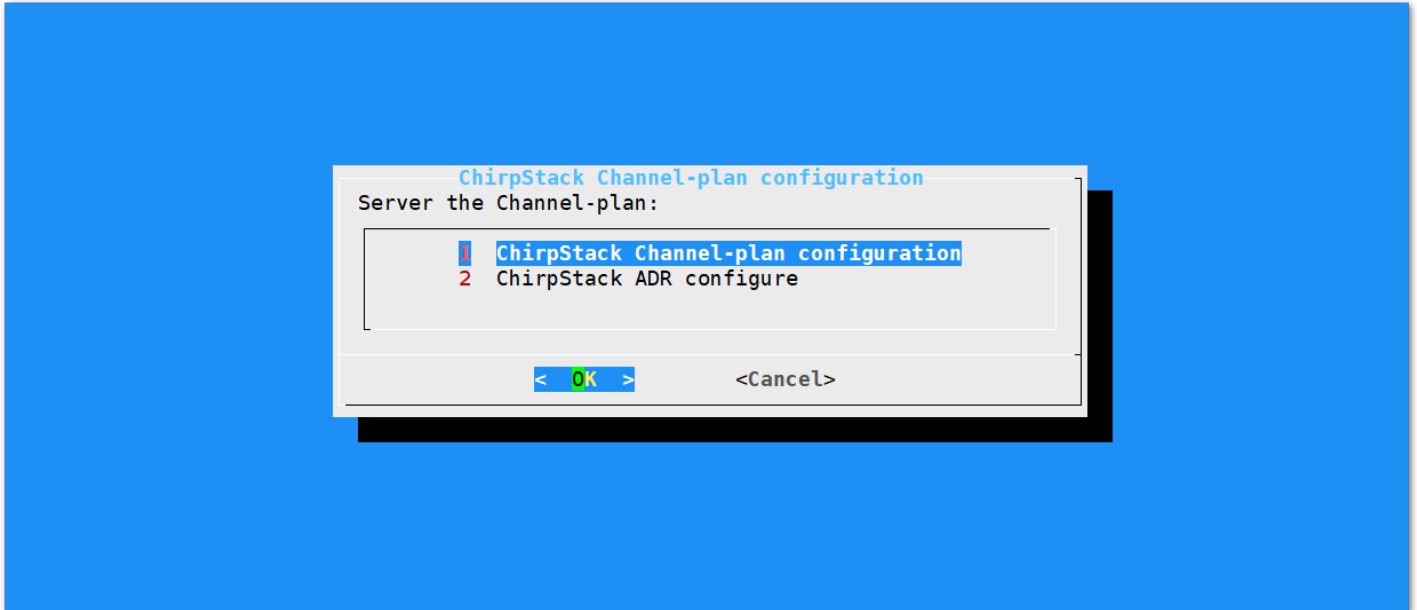 ChirpStack Channel-plan configuration
Server the Channel-plan:
1 ChirpStack Channel-plan configuration
2 ChirpStack ADR configure
< OK > <Cancel>